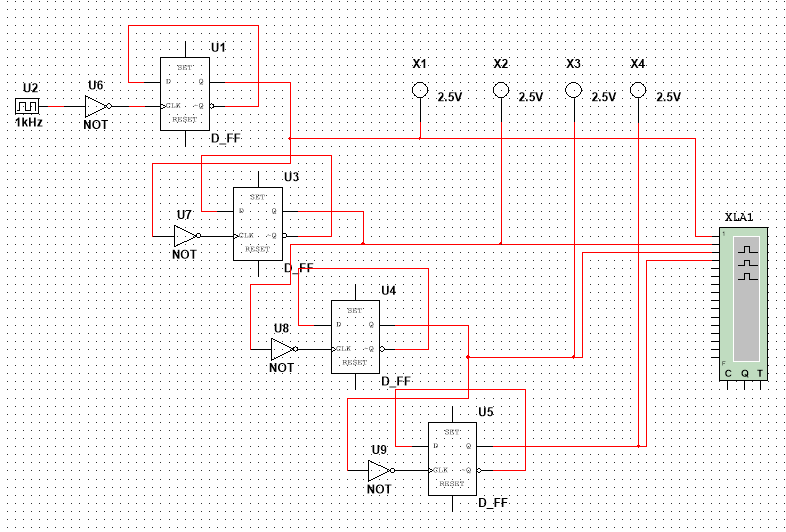 U1
X1
X2
X3
X4
SET
U2
U6
D
Q
2.5V
2.5V
2.5V
2.5V
CLK
~Q
1kHz
NOT
RESET
D_FF
U3
SET
U7
D
Q
XLA1
1
CLK
~Q
NOT
RESET
D_FF
U4
SET
U8
D
Q
CLK
~Q
NOT
RESET
F
C Q T
D_FF
U5
SET
U9
D
Q
CLK
~Q
NOT
RESET
D_FF